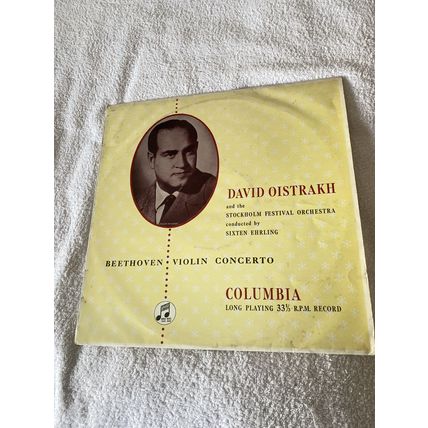 DAVID OISTRAKH
and the
STOCKHOLM FESTIVAL ORCHESTRA
conducted by
SIXTEN EHRLING
BEETHOVEN VIOLIN CONCERTO
COLUMBIA
LONG PLAYING 33⅓ R.P.M. RECORD